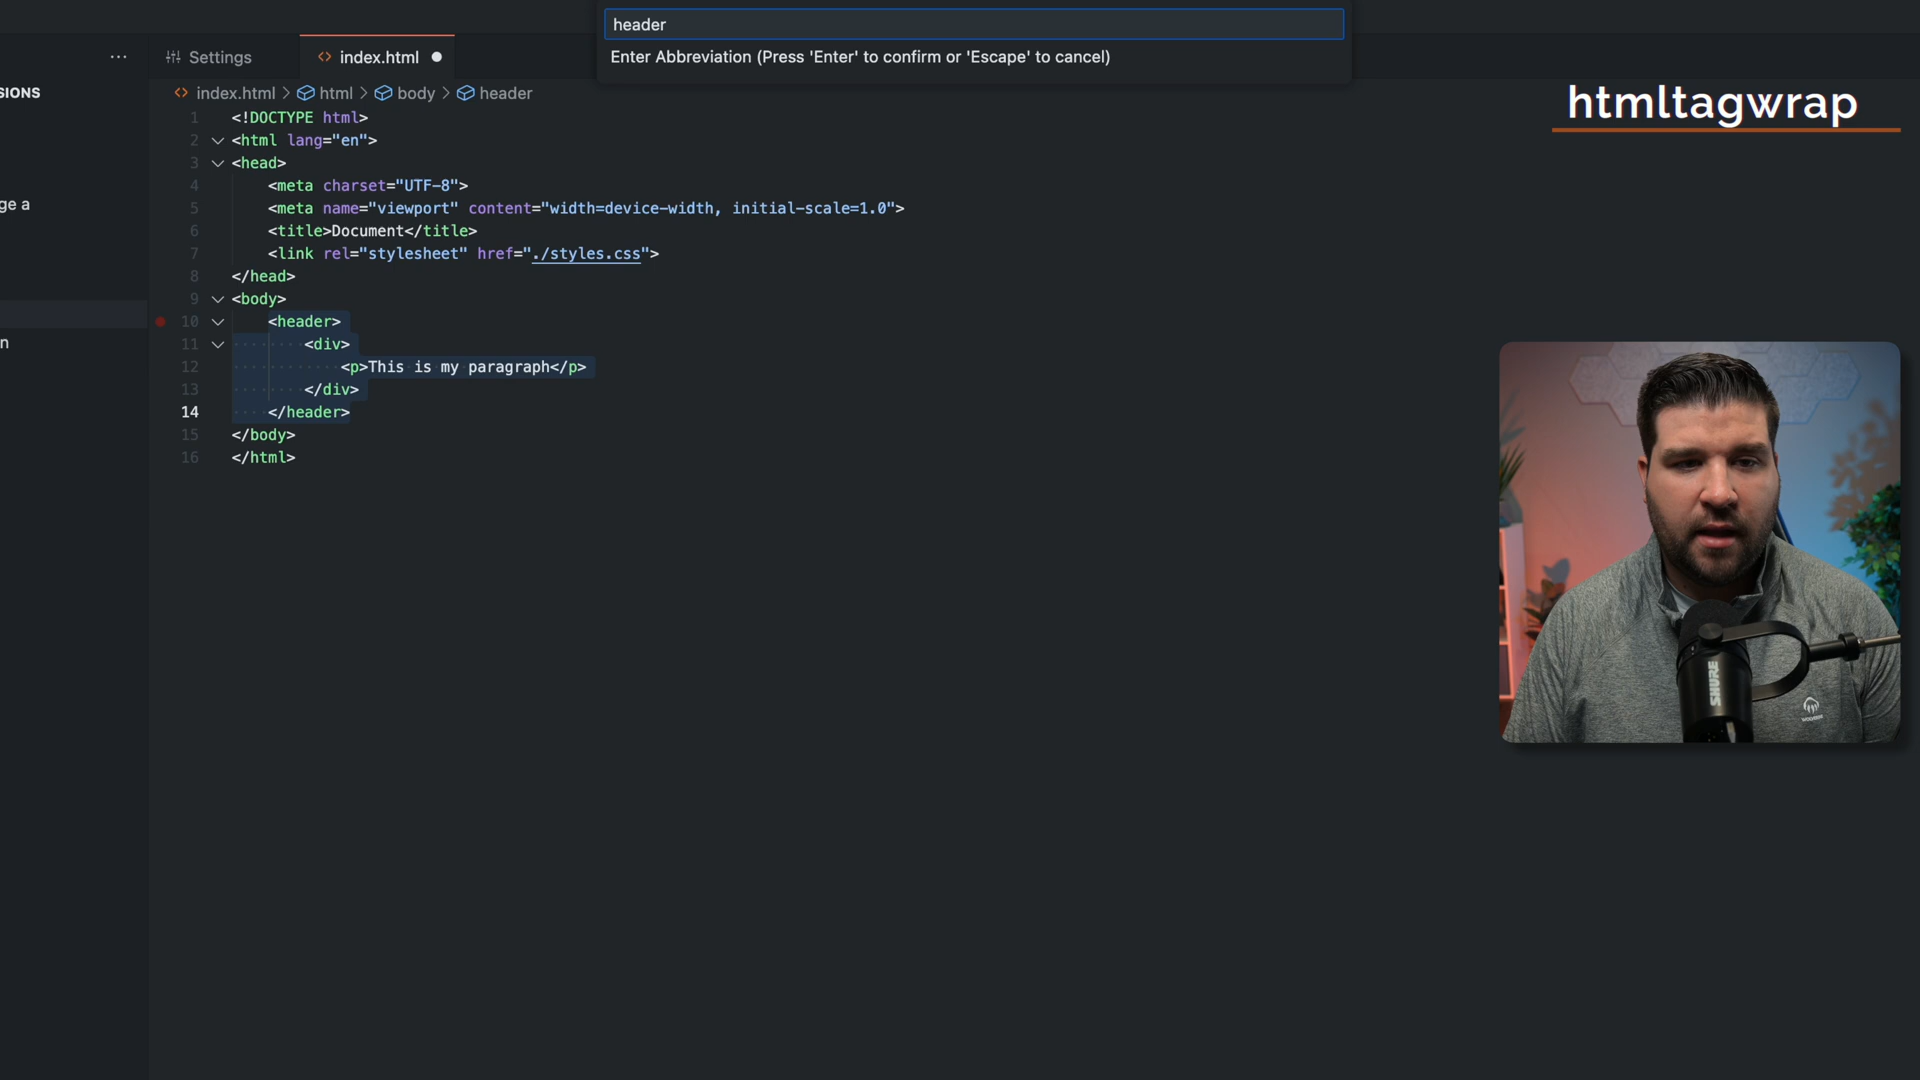 header
Enter Abbreviation (Press 'Enter' to confirm or 'Escape' to cancel)
Settings
index.html
htmltagwrap
SIONS
ge a
n
index.html > html > body > header
1 <!DOCTYPE html>
2 <html lang="en">
3 <head>
4 <meta charset="UTF-8">
5 <meta name="viewport" content="width=device-width, initial-scale=1.0">
6 <title>Document</title>
7 <link rel="stylesheet" href="./styles.css">
8 </head>
9 <body>
10 <header>
11 <div>
12 <p>This is my paragraph</p>
13 </div>
14 </header>
15 </body>
16 </html>
SHURE